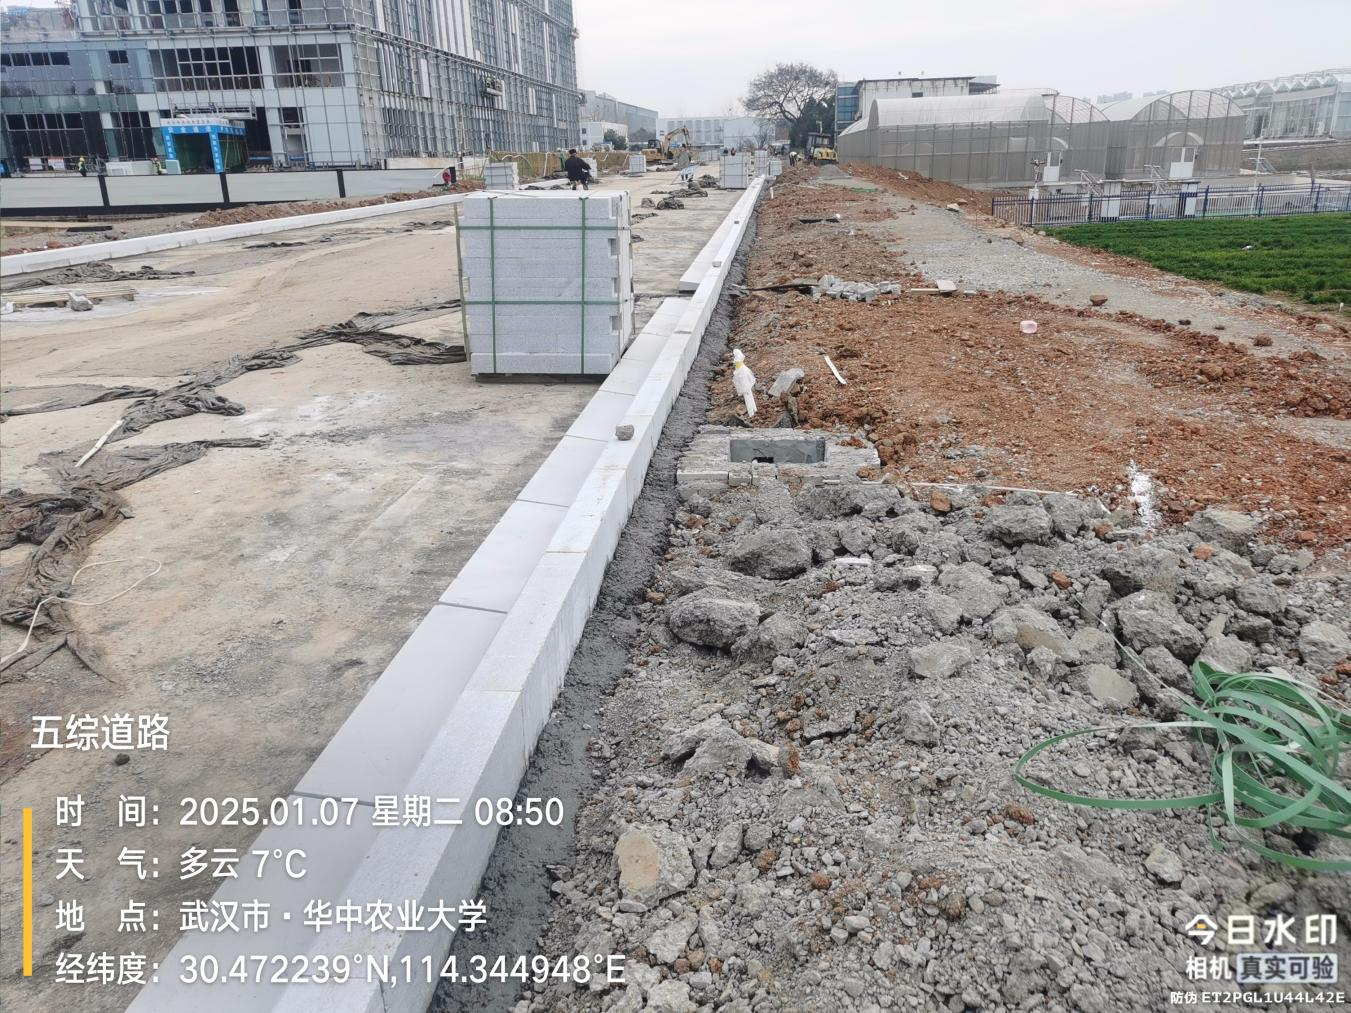 五综道路
时 间：2025.01.07 星期二 08:50
天 气：多云 7°C
地 点：武汉市·华中农业大学
经纬度：30.472239°N,114.344948°E
今日水印
相机 真实可验
防伪 ET2PGL1U44L42E